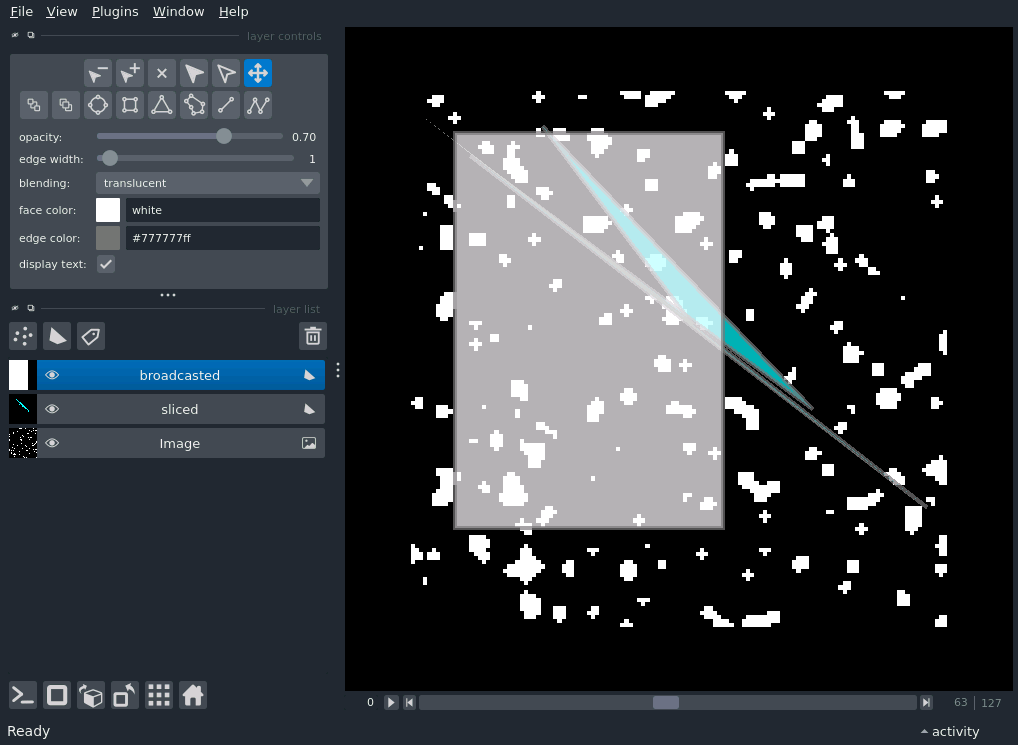 File View Plugins Window Help
layer controls
opacity: 0.70
edge width: 1
blending: translucent
face color: white
edge color: #777777ff
display text:
layer list
broadcasted
sliced
Image
0 63 127
Ready activity